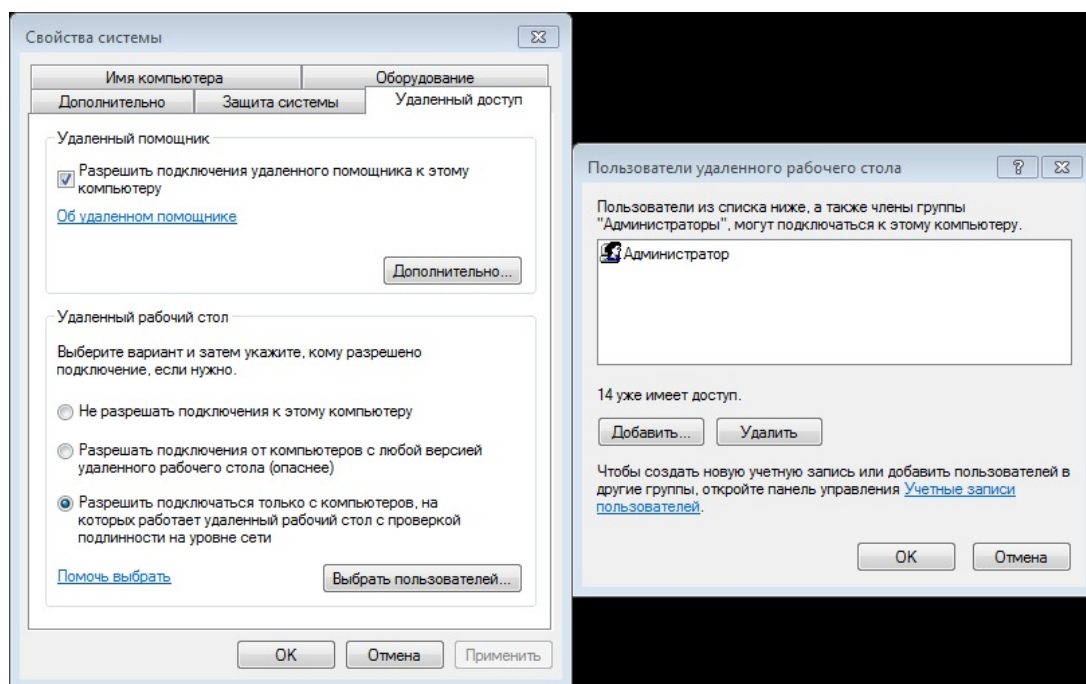 Свойства системы
Имя компьютера
Оборудование
Дополнительно
Защита системы
Удаленный доступ
Удаленный помощник
Разрешить подключения удаленного помощника к этому
компьютеру
Об удаленном помощнике
Дополнительно...
Удаленный рабочий стол
Выберите вариант и затем укажите, кому разрешено
подключение, если нужно.
Не разрешать подключения к этому компьютеру
Разрешать подключения от компьютеров с любой версией
удаленного рабочего стола (опаснее)
Разрешить подключаться только с компьютеров, на
которых работает удаленный рабочий стол с проверкой
подлинности на уровне сети
Помочь выбрать
Выбрать пользователей...
OK
Отмена
Применить
Пользователи удаленного рабочего стола
Пользователи из списка ниже, а также члены группы
"Администраторы", могут подключаться к этому компьютеру.
Администратор
14 уже имеет доступ.
Добавить...
Удалить
Чтобы создать новую учетную запись или добавить пользователей в
другие группы, откройте панель управления Учетные записи
пользователей.
OK
Отмена